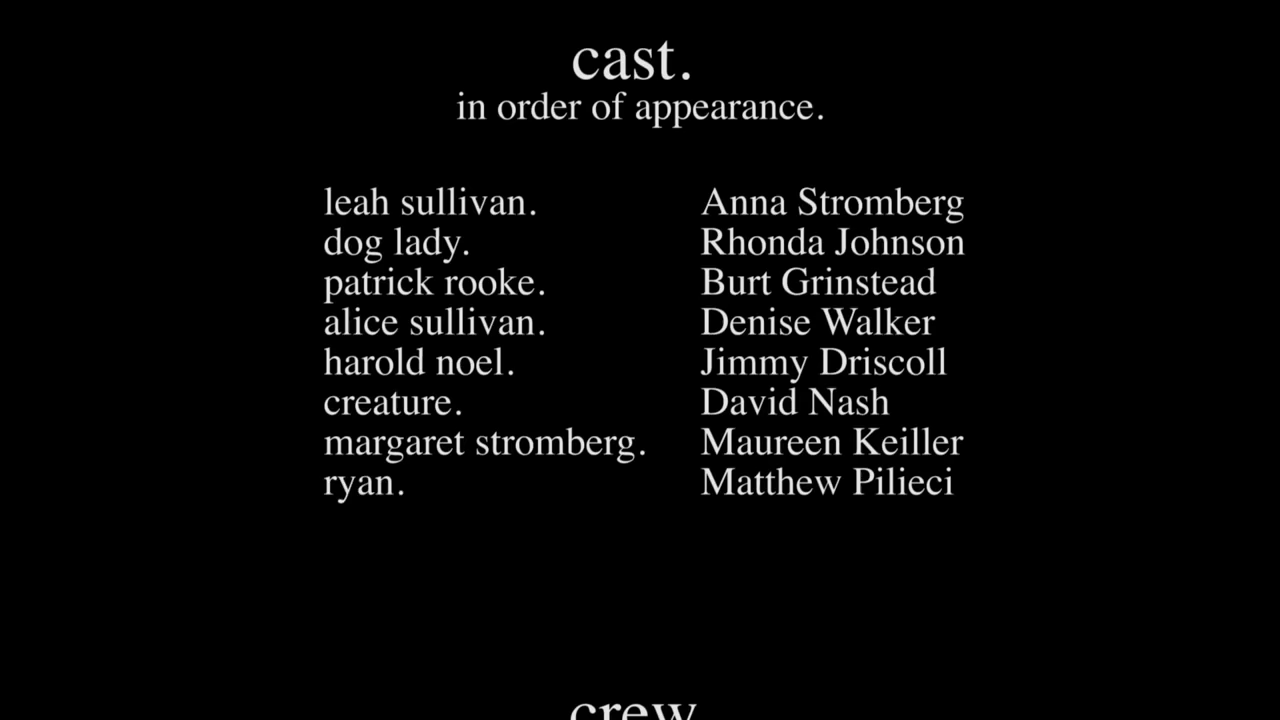 cast.
in order of appearance.
leah sullivan. Anna Stromberg
dog lady. Rhonda Johnson
patrick rooke. Burt Grinstead
alice sullivan. Denise Walker
harold noel. Jimmy Driscoll
creature. David Nash
margaret stromberg. Maureen Keiller
ryan. Matthew Pilieci
crew